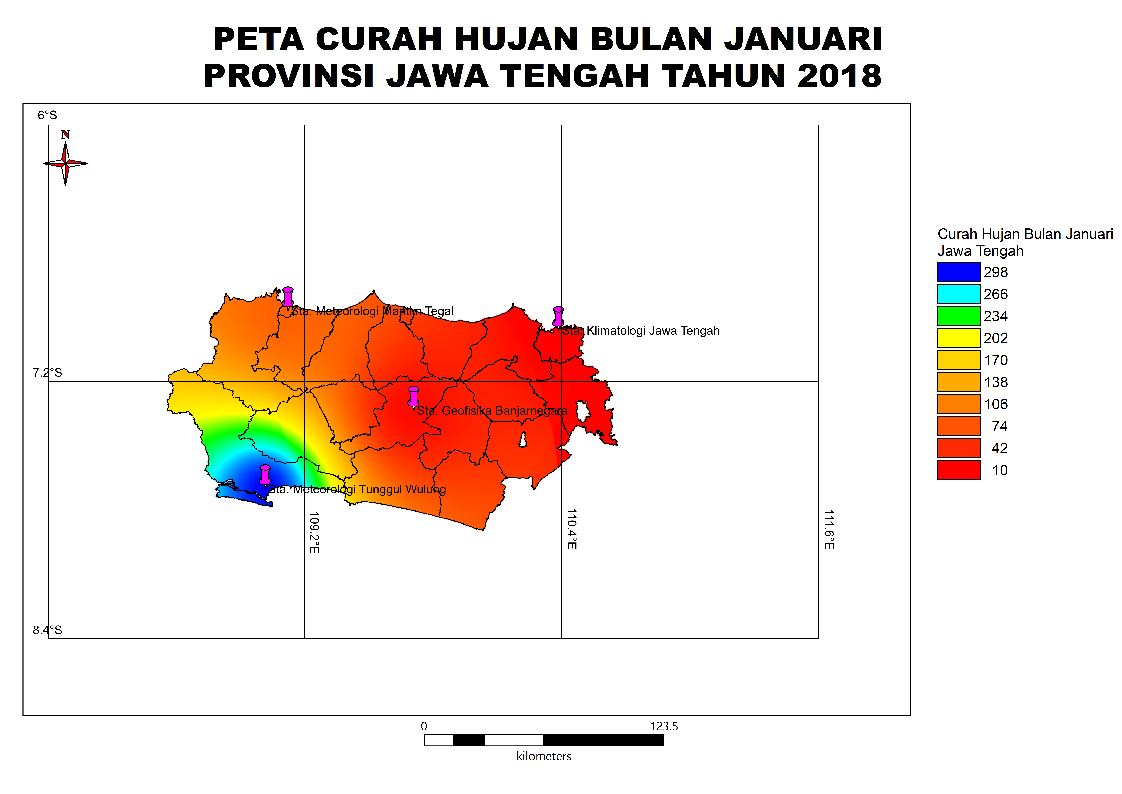 PETA CURAH HUJAN BULAN JANUARI
PROVINSI JAWA TENGAH TAHUN 2018
6°S
N
Curah Hujan Bulan Januari
Jawa Tengah
298
266
234
202
170
138
106
74
42
10
Sta. Meteorologi Maritim Tegal
Sta. Klimatologi Jawa Tengah
7.2°S
Sta. Geofisika Banjarnegara
Sta. Meteorologi Tunggul Wulung
109.2°E
110.4°E
111.6°E
8.4°S
0
123.5
kilometers